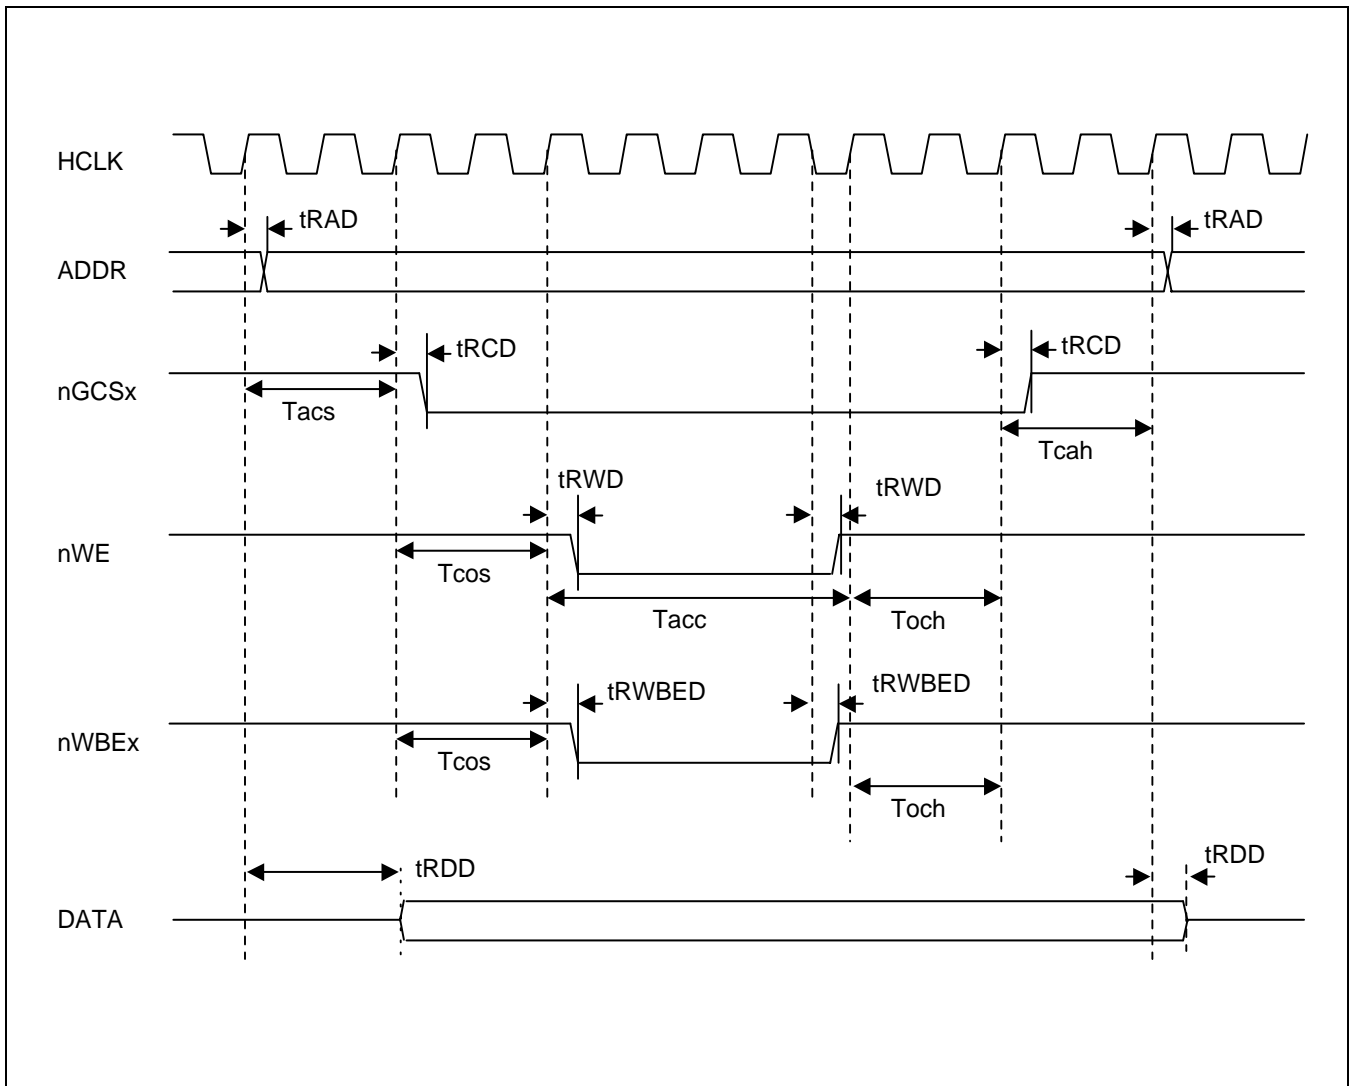 HCLK
tRAD
tRAD
ADDR
tRCD
tRCD
nGCSx
Tacs
Tcah
tRWD
tRWD
nWE
Tcos
Tacc
Toch
tRWBED
tRWBED
nWBEx
Tcos
Toch
tRDD
tRDD
DATA